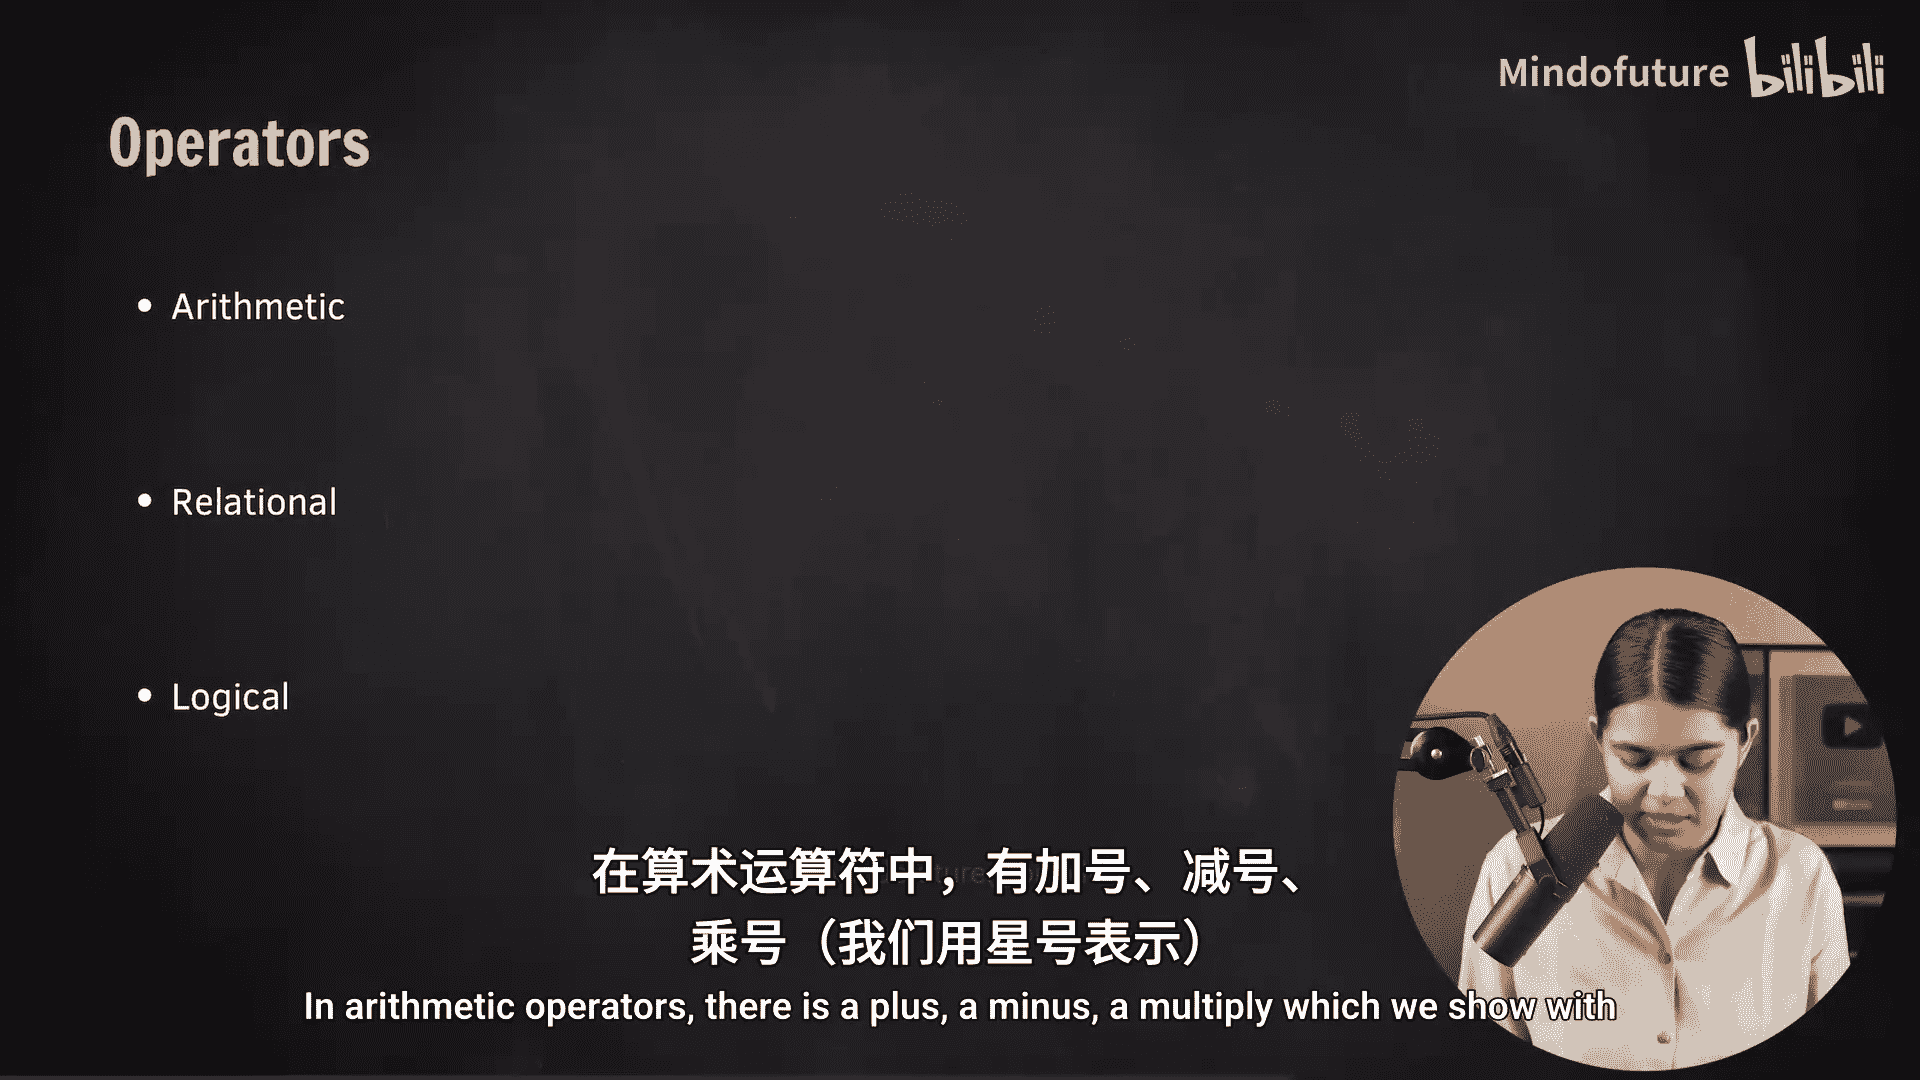 Mindofuture bilibili
Operators
• Arithmetic
• Relational
• Logical
在算术运算符中，有加号、减号、
乘号（我们用星号表示）
In arithmetic operators, there is a plus, a minus, a multiply which we show with